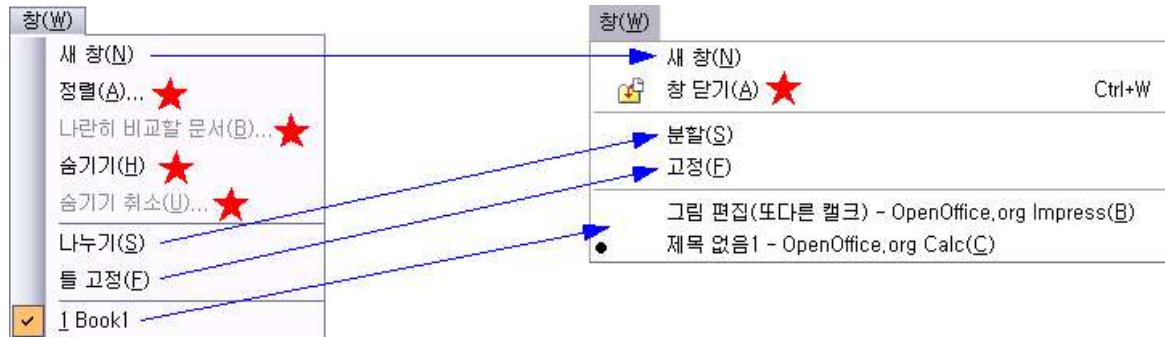 창(W)
새 창(N)
정렬(A)...
나란히 비교할 문서(B)...
숨기기(H)
숨기기 취소(U)...
나누기(S)
틀 고정(F)
1 Book1
창(W)
새 창(N)
창 닫기(A) Ctrl+W
분할(S)
고정(F)
그림 편집(또다른 캘크) - OpenOffice.org Impress(B)
제목 없음1 - OpenOffice.org Calc(C)